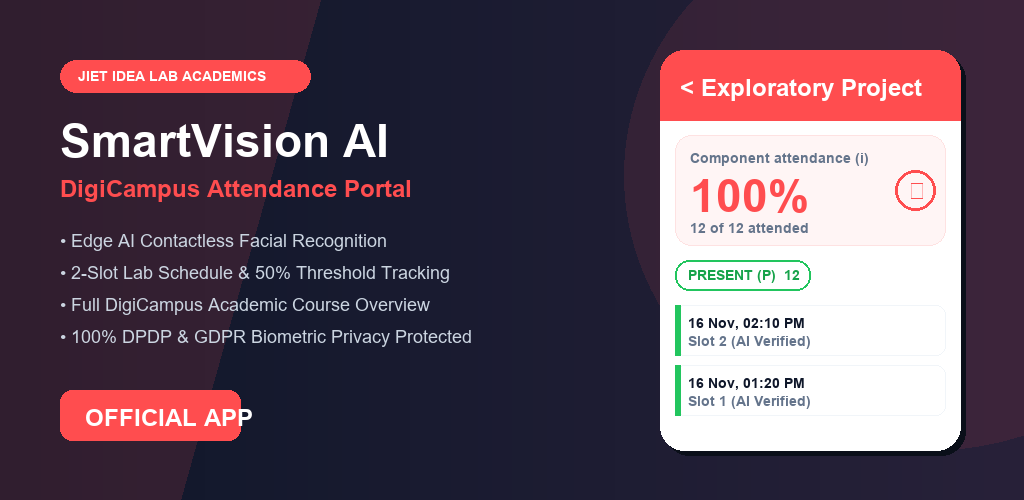 JIET IDEA LAB ACADEMICS
SmartVision AI
DigiCampus Attendance Portal
• Edge AI Contactless Facial Recognition
• 2-Slot Lab Schedule & 50% Threshold Tracking
• Full DigiCampus Academic Course Overview
• 100% DPDP & GDPR Biometric Privacy Protected
OFFICIAL APP
< Exploratory Project
Component attendance (i)
100%
12 of 12 attended
PRESENT (P) 12
16 Nov, 02:10 PM
Slot 2 (AI Verified)
16 Nov, 01:20 PM
Slot 1 (AI Verified)